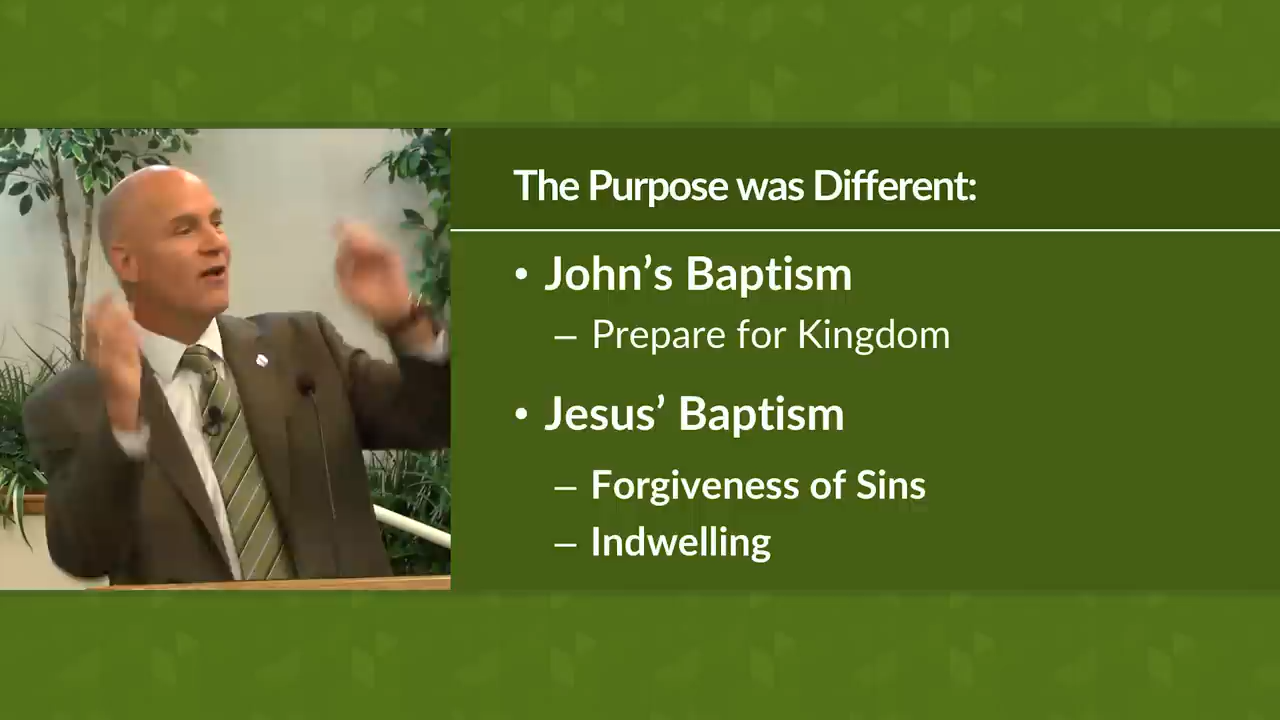 The Purpose was Different:
• John's Baptism
– Prepare for Kingdom
• Jesus' Baptism
– Forgiveness of Sins
– Indwelling